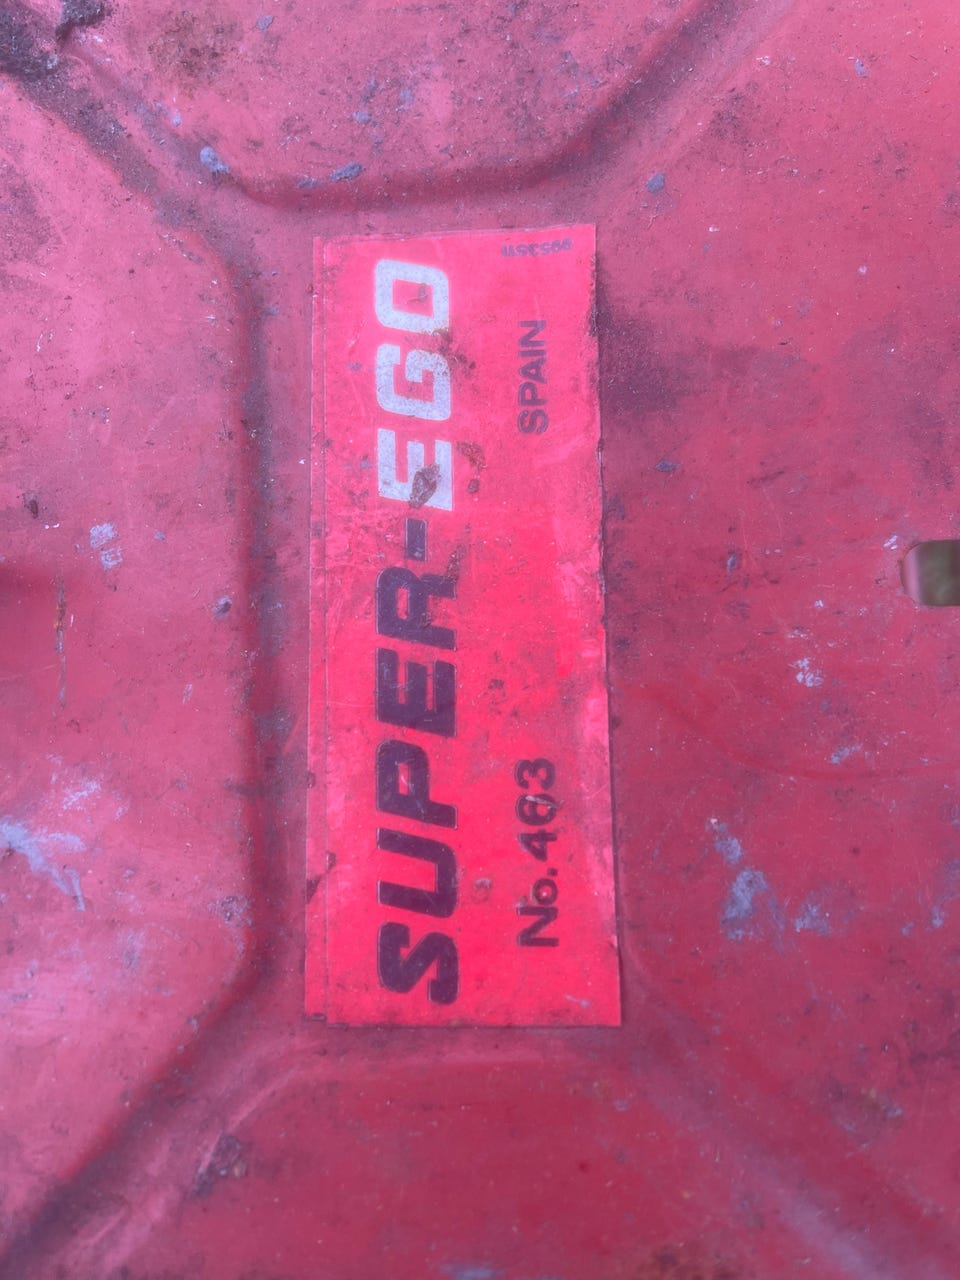 SUPER-EGO
No. 463 SPAIN